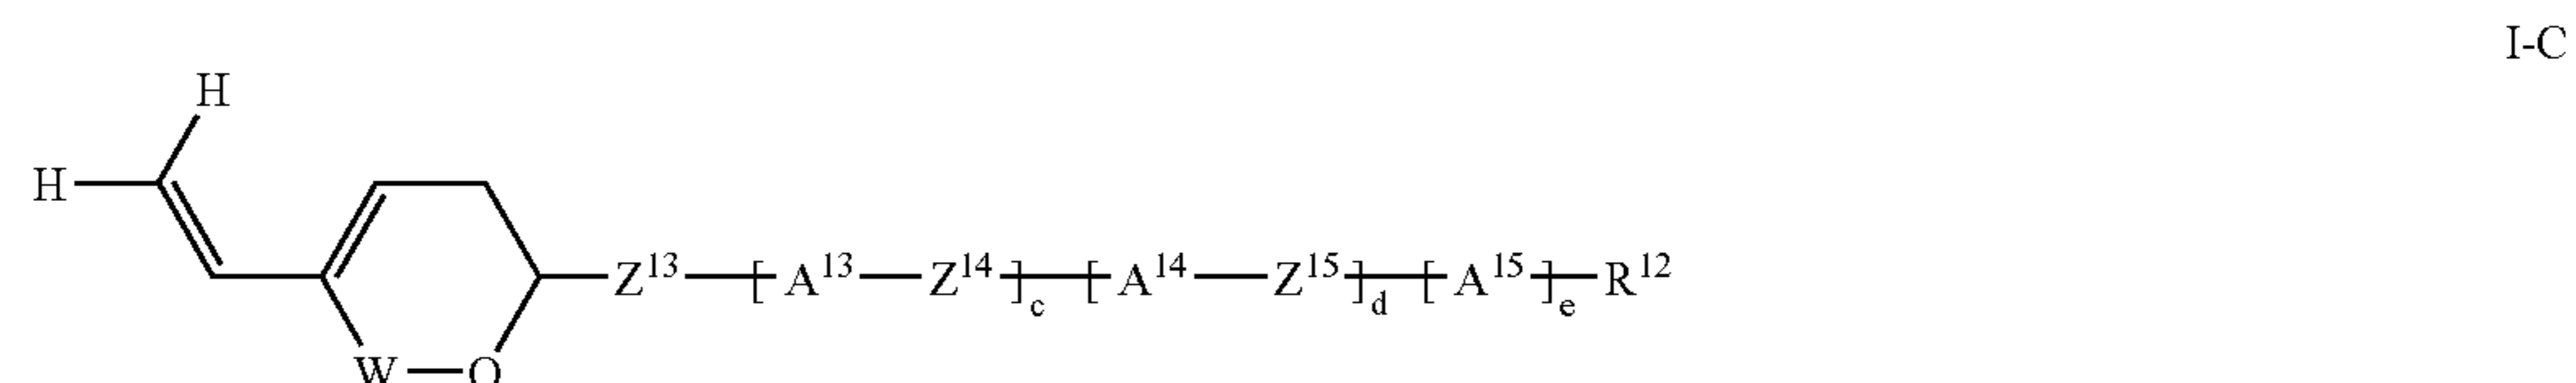 I-C
H
H
Z13 [ A13 Z14 ]c [ A14 Z15 ]d [ A15 ]e R12
W O